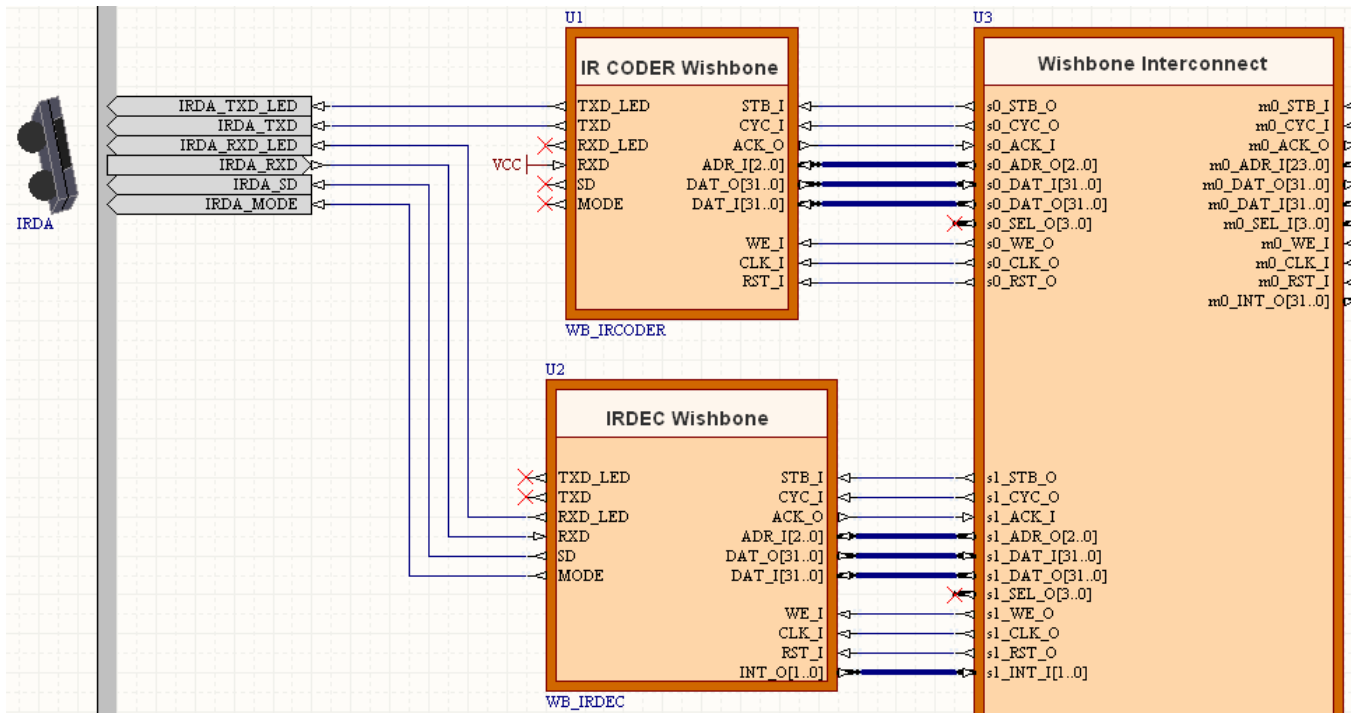 U1
U3
IR CODER Wishbone
Wishbone Interconnect
IRDA_TXD_LED
IRDA_TXD
IRDA_RXD_LED
IRDA_RXD
IRDA_SD
IRDA_MODE
IRDA
VCC
TXD_LED
TXD
RXD_LED
RXD
SD
MODE
STB_I
CYC_I
ACK_O
ADR_I[2..0]
DAT_O[31..0]
DAT_I[31..0]
WE_I
CLK_I
RST_I
WB_IRCODER
s0_STB_O
s0_CYC_O
s0_ACK_I
s0_ADR_O[2..0]
s0_DAT_I[31..0]
s0_DAT_O[31..0]
s0_SEL_O[3..0]
s0_WE_O
s0_CLK_O
s0_RST_O
m0_STB_I
m0_CYC_I
m0_ACK_O
m0_ADR_I[23..0]
m0_DAT_O[31..0]
m0_DAT_I[31..0]
m0_SEL_I[3..0]
m0_WE_I
m0_CLK_I
m0_RST_I
m0_INT_O[31..0]
U2
IRDEC Wishbone
TXD_LED
TXD
RXD_LED
RXD
SD
MODE
STB_I
CYC_I
ACK_O
ADR_I[2..0]
DAT_O[31..0]
DAT_I[31..0]
WE_I
CLK_I
RST_I
INT_O[1..0]
WB_IRDEC
s1_STB_O
s1_CYC_O
s1_ACK_I
s1_ADR_O[2..0]
s1_DAT_I[31..0]
s1_DAT_O[31..0]
s1_SEL_O[3..0]
s1_WE_O
s1_CLK_O
s1_RST_O
s1_INT_I[1..0]